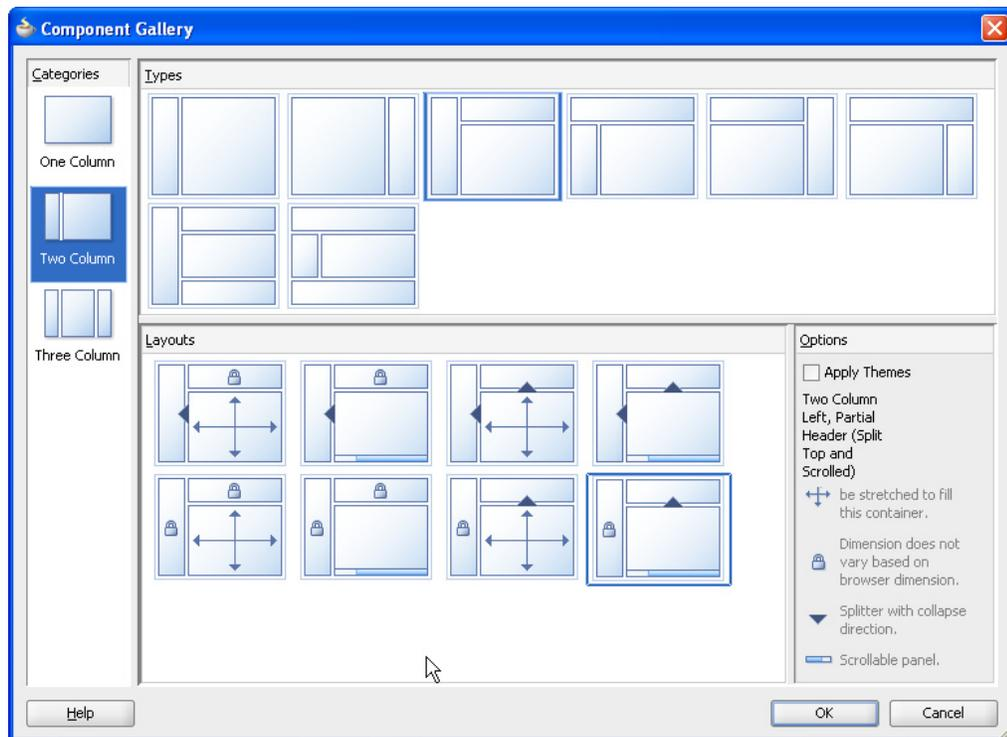 Component Gallery
Categories
One Column
Two Column
Three Column
Types
Layouts
Options
Apply Themes
Two Column
Left, Partial
Header (Split
Top and
Scrolled)
be stretched to fill
this container.
Dimension does not
vary based on
browser dimension.
Splitter with collapse
direction.
Scrollable panel.
Help
OK
Cancel